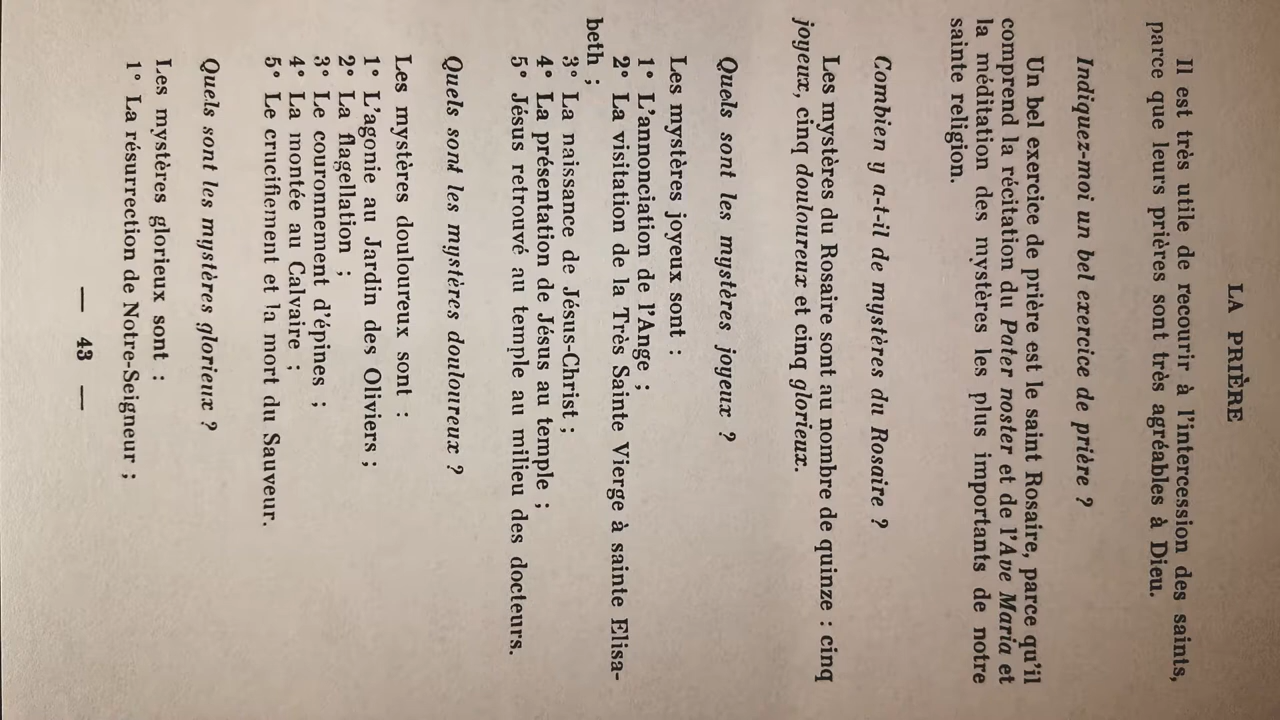 LA PRIÈRE
Il est très utile de recourir à l'intercession des saints,
parce que leurs prières sont très agréables à Dieu.
Indiquez-moi un bel exercice de prière ?
Un bel exercice de prière est le saint Rosaire, parce qu'il
comprend la récitation du Pater noster et de l'Ave Maria et
la méditation des mystères les plus importants de notre
sainte religion.
Combien y a-t-il de mystères du Rosaire ?
Les mystères du Rosaire sont au nombre de quinze : cinq
joyeux, cinq douloureux et cinq glorieux.
Quels sont les mystères joyeux ?
Les mystères joyeux sont :
1° L'annonciation de l'Ange ;
2° La visitation de la Très Sainte Vierge à sainte Elisa-
beth ;
3° La naissance de Jésus-Christ ;
4° La présentation de Jésus au temple ;
5° Jésus retrouvé au temple au milieu des docteurs.
Quels sont les mystères douloureux ?
Les mystères douloureux sont :
1° L'agonie au Jardin des Oliviers ;
2° La flagellation ;
3° Le couronnement d'épines ;
4° La montée au Calvaire ;
5° Le crucifiement et la mort du Sauveur.
Quels sont les mystères glorieux ?
Les mystères glorieux sont :
1° La résurrection de Notre-Seigneur ;
— 43 —